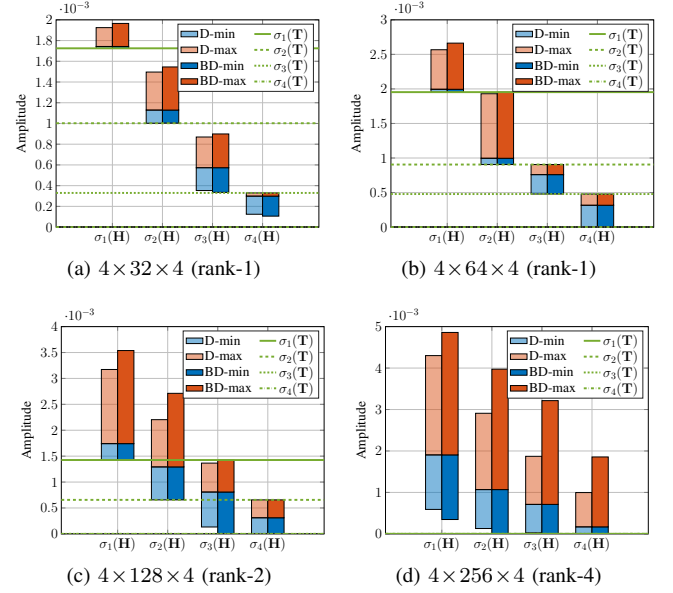 ·10⁻³
2
1.8
1.6
1.4
1.2
1
0.8
0.6
0.4
0.2
0
Amplitude
D-min
D-max
BD-min
BD-max
σ₁(T)
σ₂(T)
σ₃(T)
σ₄(T)
σ₁(H) σ₂(H) σ₃(H) σ₄(H)
(a) 4×32×4 (rank-1)
·10⁻³
3
2.5
2
1.5
1
0.5
0
Amplitude
D-min
D-max
BD-min
BD-max
σ₁(T)
σ₂(T)
σ₃(T)
σ₄(T)
σ₁(H) σ₂(H) σ₃(H) σ₄(H)
(b) 4×64×4 (rank-1)
·10⁻³
4
3.5
3
2.5
2
1.5
1
0.5
0
Amplitude
D-min
D-max
BD-min
BD-max
σ₁(T)
σ₂(T)
σ₃(T)
σ₄(T)
σ₁(H) σ₂(H) σ₃(H) σ₄(H)
(c) 4×128×4 (rank-2)
·10⁻³
5
4
3
2
1
0
Amplitude
D-min
D-max
BD-min
BD-max
σ₁(T)
σ₂(T)
σ₃(T)
σ₄(T)
σ₁(H) σ₂(H) σ₃(H) σ₄(H)
(d) 4×256×4 (rank-4)